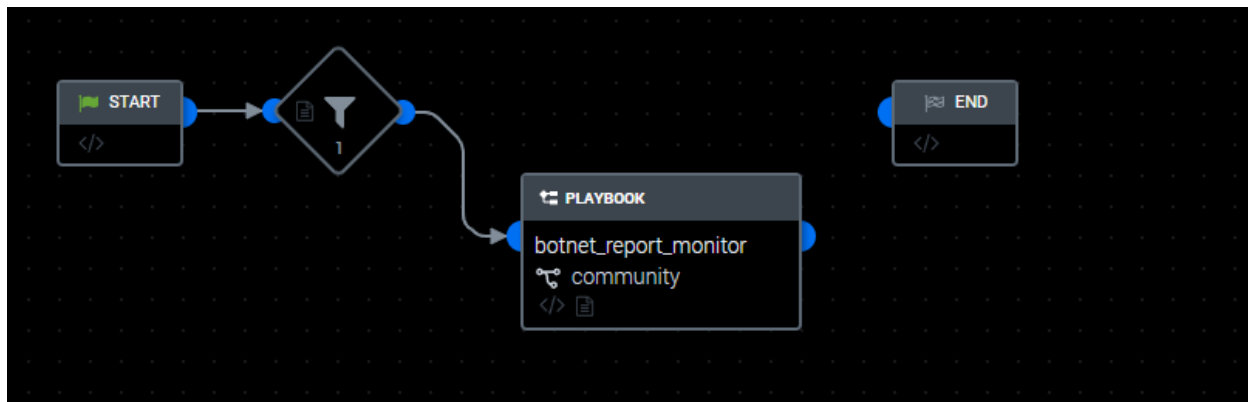 START
</>
1
PLAYBOOK
botnet_report_monitor
community
</>
END
</>